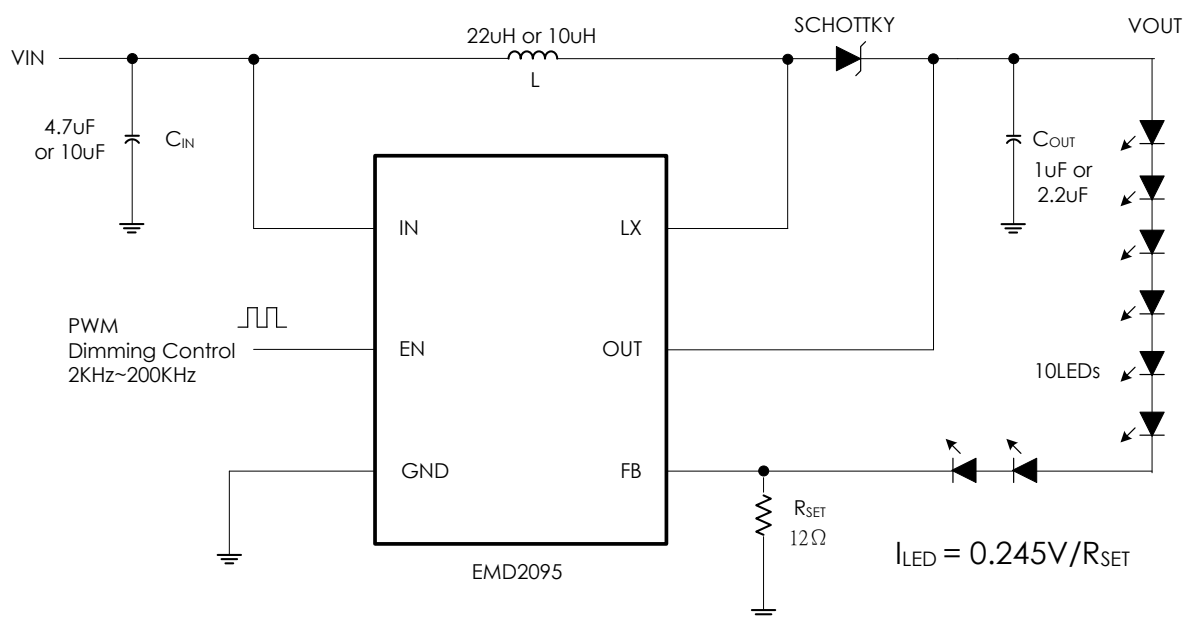 22uH or 10uH
SCHOTTKY
VOUT
VIN
L
4.7uF
or 10uF
CIN
COUT
1uF or
2.2uF
IN
LX
PWM
Dimming Control
2KHz~200KHz
EN
OUT
10LEDs
GND
FB
RSET
12Ω
ILED = 0.245V/RSET
EMD2095